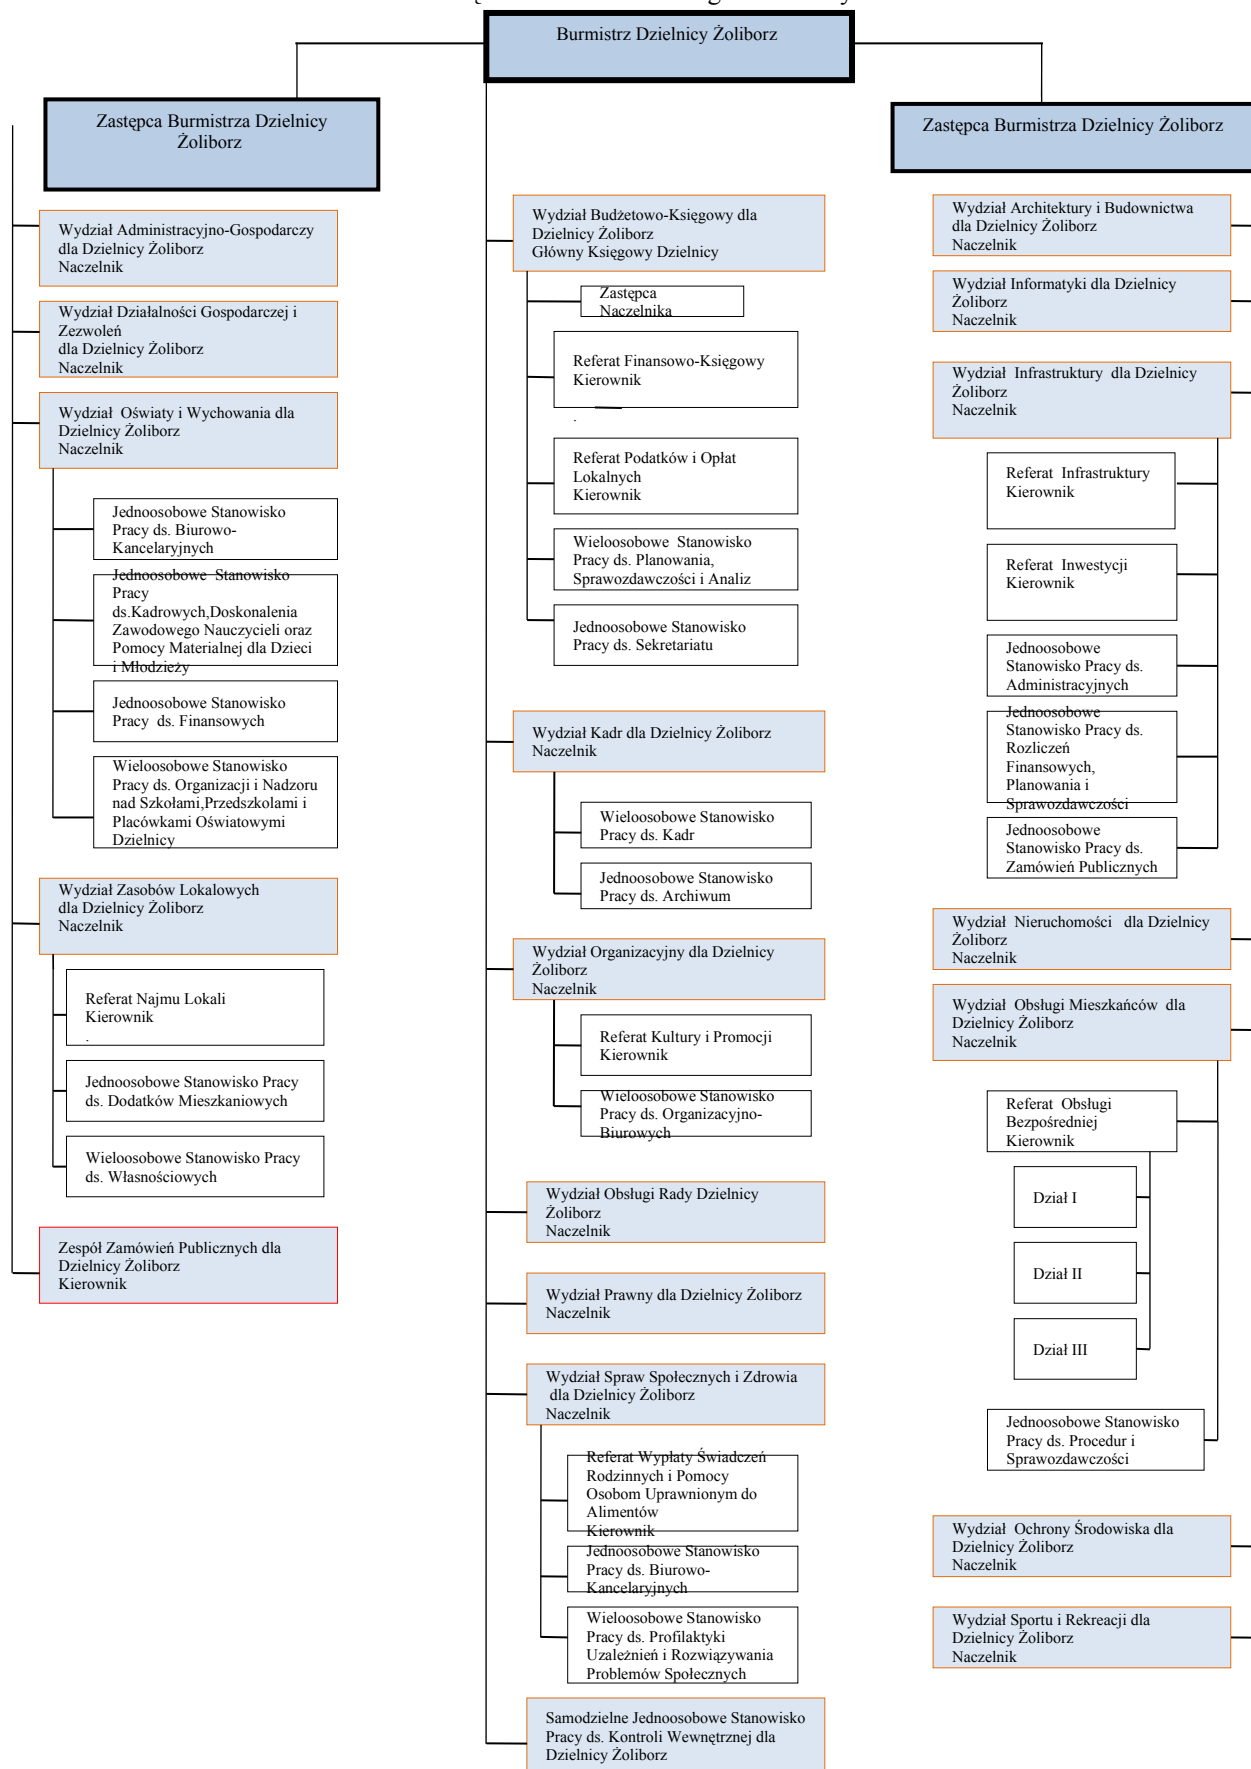 Burmistrz Dzielnicy Żoliborz
Zastępca Burmistrza Dzielnicy
Żoliborz
Wydział Administracyjno-Gospodarczy
dla Dzielnicy Żoliborz
Naczelnik
Wydział Działalności Gospodarczej i
Zezwoleń
dla Dzielnicy Żoliborz
Naczelnik
Wydział Oświaty i Wychowania dla
Dzielnicy Żoliborz
Naczelnik
Jednoosobowe Stanowisko
Pracy ds. Biurowo-
Kancelaryjnych
Jednoosobowe Stanowisko
Pracy
ds.Kadrowych,Doskonalenia
Zawodowego Nauczycieli oraz
Pomocy Materialnej dla Dzieci
i Młodzieży
Jednoosobowe Stanowisko
Pracy ds. Finansowych
Wieloosobowe Stanowisko
Pracy ds. Organizacji i Nadzoru
nad Szkołami,Przedszkolami i
Placówkami Oświatowymi
Dzielnicy
Wydział Zasobów Lokalowych
dla Dzielnicy Żoliborz
Naczelnik
Referat Najmu Lokali
Kierownik
.
Jednoosobowe Stanowisko Pracy
ds. Dodatków Mieszkaniowych
Wieloosobowe Stanowisko Pracy
ds. Własnościowych
Zespół Zamówień Publicznych dla
Dzielnicy Żoliborz
Kierownik
Wydział Budżetowo-Księgowy dla
Dzielnicy Żoliborz
Główny Księgowy Dzielnicy
Zastępca
Naczelnika
Referat Finansowo-Księgowy
Kierownik
.
Referat Podatków i Opłat
Lokalnych
Kierownik
Wieloosobowe Stanowisko
Pracy ds. Planowania,
Sprawozdawczości i Analiz
Jednoosobowe Stanowisko
Pracy ds. Sekretariatu
Wydział Kadr dla Dzielnicy Żoliborz
Naczelnik
Wieloosobowe Stanowisko
Pracy ds. Kadr
Jednoosobowe Stanowisko
Pracy ds. Archiwum
Wydział Organizacyjny dla Dzielnicy
Żoliborz
Naczelnik
Referat Kultury i Promocji
Kierownik
Wieloosobowe Stanowisko
Pracy ds. Organizacyjno-
Biurowych
Wydział Obsługi Rady Dzielnicy
Żoliborz
Naczelnik
Wydział Prawny dla Dzielnicy Żoliborz
Naczelnik
Wydział Spraw Społecznych i Zdrowia
dla Dzielnicy Żoliborz
Naczelnik
Referat Wypłaty Świadczeń
Rodzinnych i Pomocy
Osobom Uprawnionym do
Alimentów
Kierownik
Jednoosobowe Stanowisko
Pracy ds. Biurowo-
Kancelaryjnych
Wieloosobowe Stanowisko
Pracy ds. Profilaktyki
Uzależnień i Rozwiązywania
Problemów Społecznych
Samodzielne Jednoosobowe Stanowisko
Pracy ds. Kontroli Wewnętrznej dla
Dzielnicy Żoliborz
Zastępca Burmistrza Dzielnicy Żoliborz
Wydział Architektury i Budownictwa
dla Dzielnicy Żoliborz
Naczelnik
Wydział Informatyki dla Dzielnicy
Żoliborz
Naczelnik
Wydział Infrastruktury dla Dzielnicy
Żoliborz
Naczelnik
Referat Infrastruktury
Kierownik
Referat Inwestycji
Kierownik
Jednoosobowe
Stanowisko Pracy ds.
Administracyjnych
Jednoosobowe
Stanowisko Pracy ds.
Rozliczeń
Finansowych,
Planowania i
Sprawozdawczości
Jednoosobowe
Stanowisko Pracy ds.
Zamówień Publicznych
Wydział Nieruchomości dla Dzielnicy
Żoliborz
Naczelnik
Wydział Obsługi Mieszkańców dla
Dzielnicy Żoliborz
Naczelnik
Referat Obsługi
Bezpośredniej
Kierownik
Dział I
Dział II
Dział III
Jednoosobowe Stanowisko
Pracy ds. Procedur i
Sprawozdawczości
Wydział Ochrony Środowiska dla
Dzielnicy Żoliborz
Naczelnik
Wydział Sportu i Rekreacji dla
Dzielnicy Żoliborz
Naczelnik